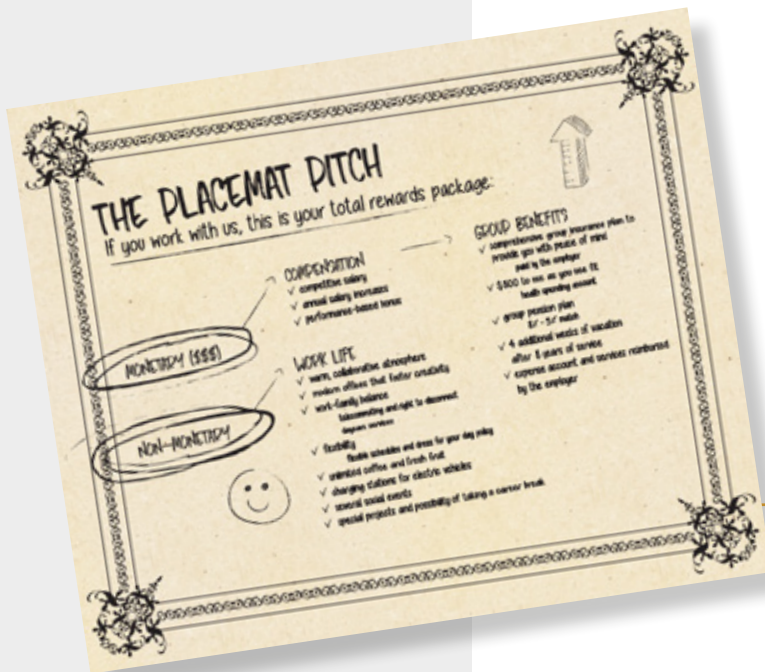 THE PLACEMAT PITCH
If you work with us, this is your total rewards package:
MONETARY ($$$)
COMPENSATION
✓ competitive salary
✓ annual salary increases
✓ performance-based bonus
GROUP BENEFITS
✓ comprehensive group insurance plan to
provide you with peace of mind
paid by the employer
✓ $500 to use as you see fit
health spending account
✓ group pension plan
5% - 5% match
✓ 4 additional weeks of vacation
after 8 years of service
✓ expense account and services reimbursed
by the employer
NON-MONETARY
WORK LIFE
✓ warm, collaborative atmosphere
✓ modern offices that foster creativity
✓ work-family balance
telecommuting and right to disconnect
daycare services
✓ flexibility
flexible schedules and dress for your day policy
✓ unlimited coffee and fresh fruit
✓ charging stations for electric vehicles
✓ several social events
✓ special projects and possibility of taking a career break